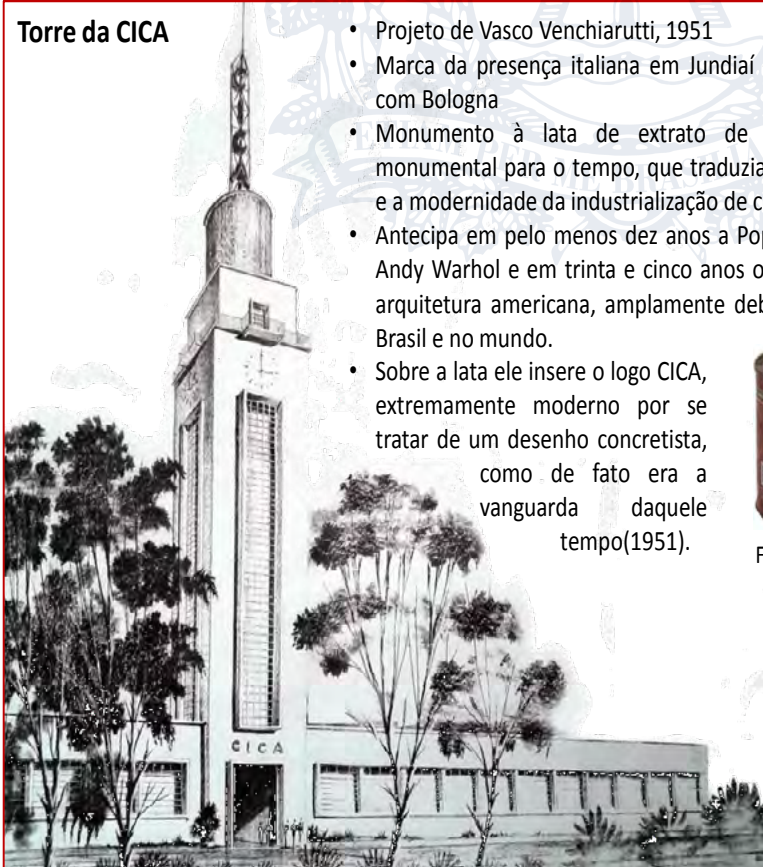 Torre da CICA
• Projeto de Vasco Venchiarutti, 1951
• Marca da presença italiana em Jundiaí
com Bologna
• Monumento à lata de extrato de
monumental para o tempo, que traduzia
e a modernidade da industrialização de
• Antecipa em pelo menos dez anos a
Andy Warhol e em trinta e cinco anos
arquitetura americana, amplamente
Brasil e no mundo.
• Sobre a lata ele insere o logo CICA,
extremamente moderno por se
tratar de um desenho concretista,
como de fato era a
vanguarda daquele
tempo(1951).
CICA
CICA